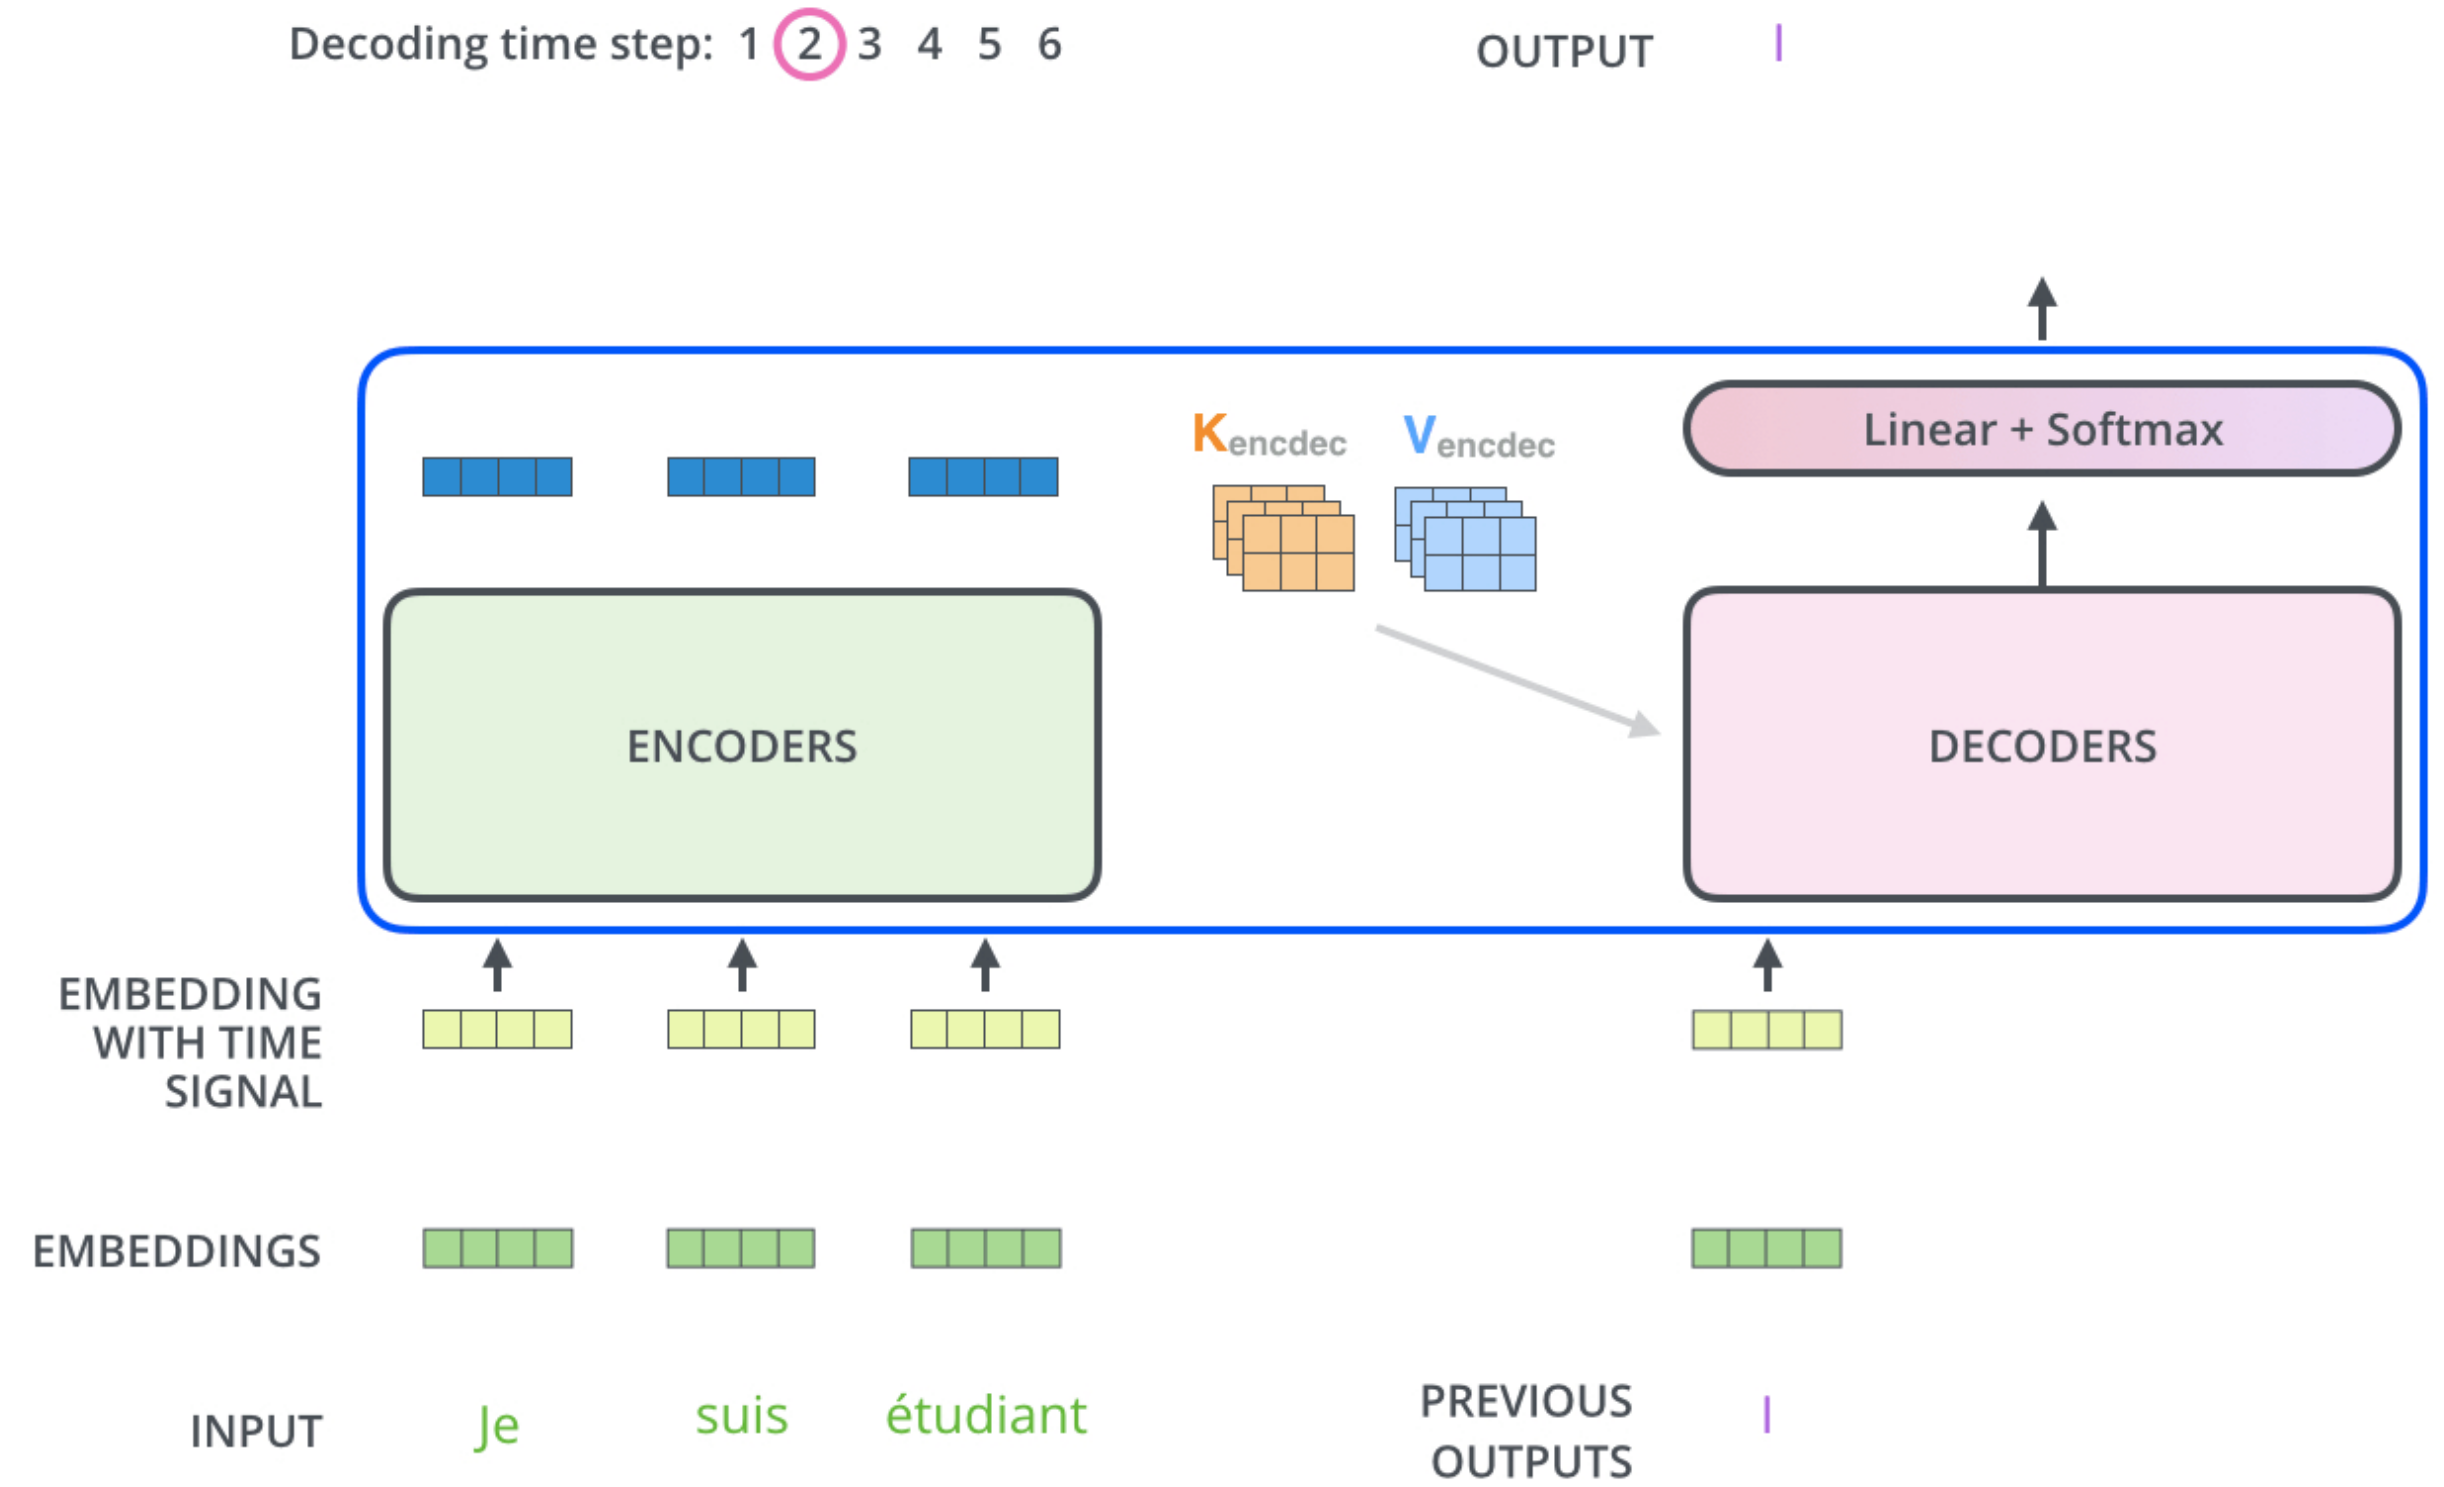 Decoding time step: 1 2 3 4 5 6
OUTPUT I
Kencdec Vencdec
Linear + Softmax
ENCODERS
DECODERS
EMBEDDING
WITH TIME
SIGNAL
EMBEDDINGS
INPUT Je suis étudiant
PREVIOUS
OUTPUTS
I